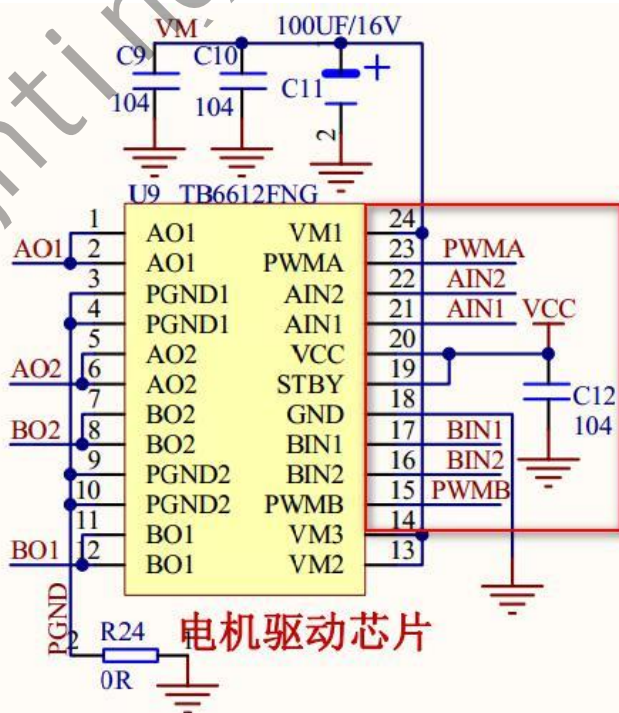 VM
100UF/16V
C9
C10
C11
+
104
104
2
U9 TB6612FNG
1 AO1 VM1 24
AO1 2 AO1 PWMA 23 PWMA
3 PGND1 AIN2 22 AIN2
4 PGND1 AIN1 21 AIN1 VCC
5 AO2 VCC 20
AO2 6 AO2 STBY 19
7 BO2 GND 18 C12
BO2 8 BO2 BIN1 17 BIN1 104
9 PGND2 BIN2 16 BIN2
10 PGND2 PWMB 15 PWMB
11 BO1 VM3 14
BO1 12 BO1 VM2 13
PGND
2 R24 1
0R
电机驱动芯片